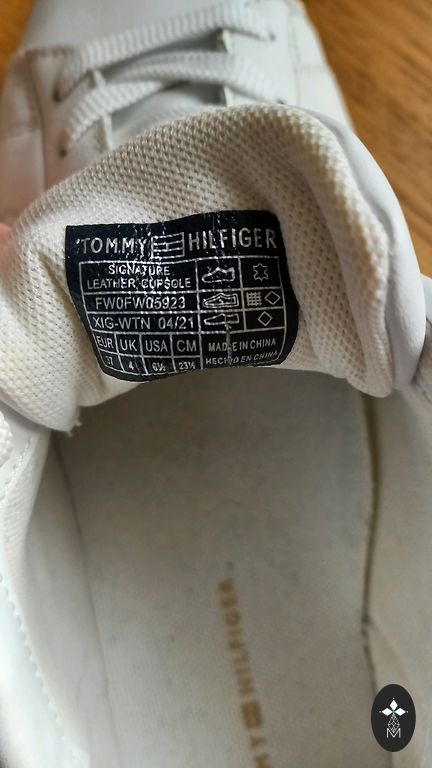 TOMMY HILFIGER
SIGNATURE
LEATHER CUPSOLE
FW0FW05923
XIG-WTN 04/21
EUR UK USA CM
37 4 6½ 23½
MADE IN CHINA
HECHO EN CHINA
MY HILFIGER
M